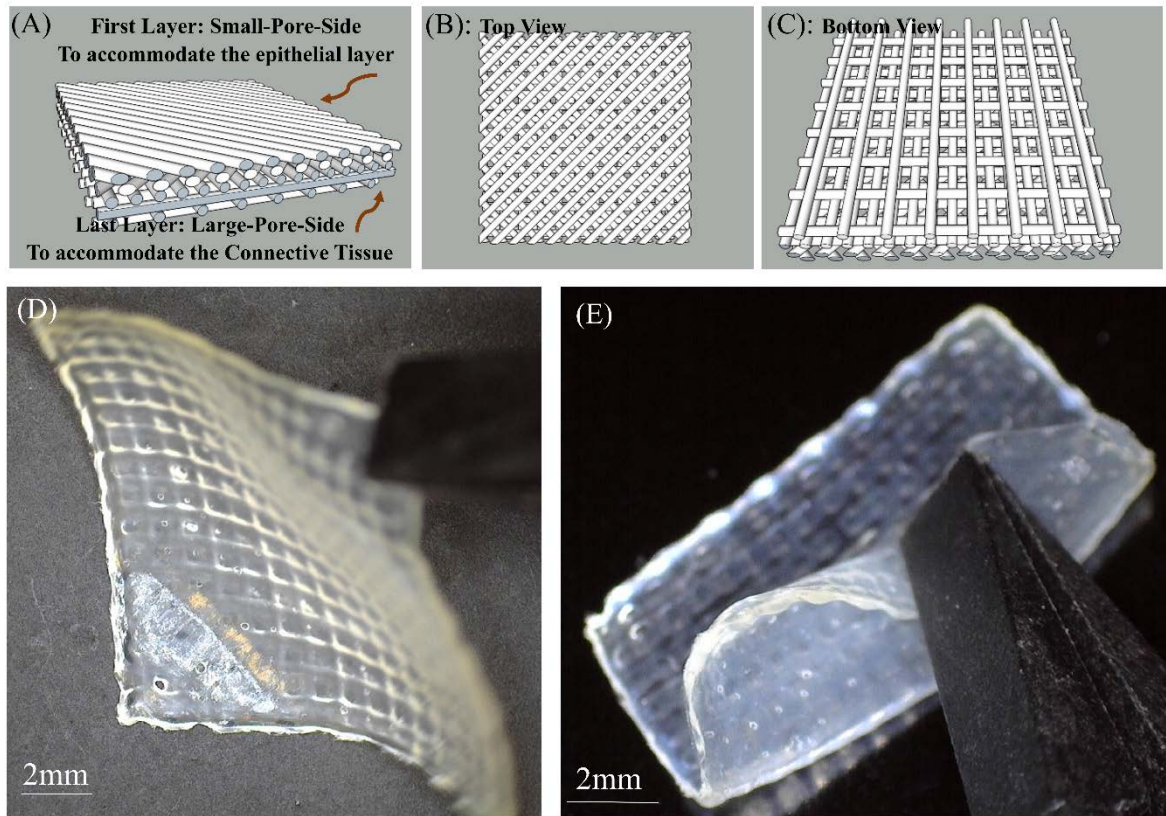 (A)
First Layer: Small-Pore-Side
To accommodate the epithelial layer
Last Layer: Large-Pore-Side
To accommodate the Connective Tissue
(B): Top View
(C): Bottom View
(D)
2mm
(E)
2mm